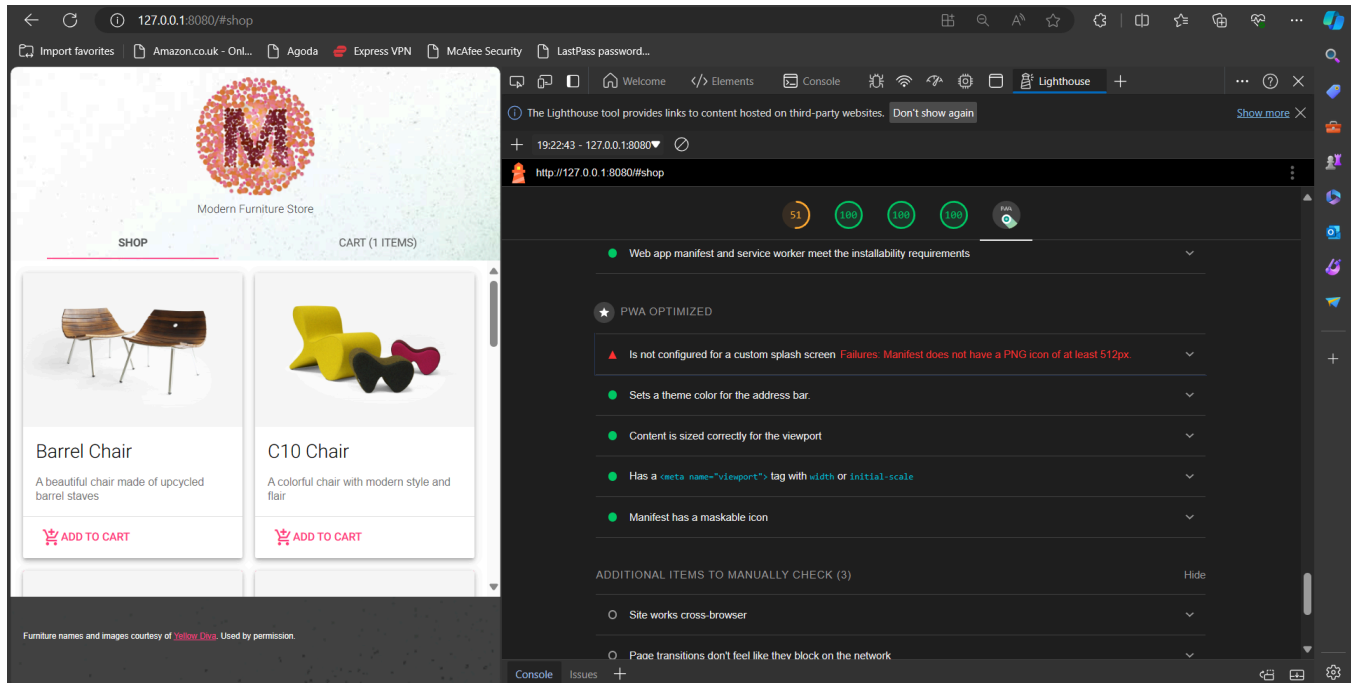 127.0.0.1:8080/#shop
Import favorites Amazon.co.uk - Onl... Agoda Express VPN McAfee Security LastPass password...
M
Modern Furniture Store
SHOP CART (1 ITEMS)
Barrel Chair
A beautiful chair made of upcycled
barrel staves
ADD TO CART
C10 Chair
A colorful chair with modern style and
flair
ADD TO CART
Furniture names and images courtesy of Yellow Diva. Used by permission.
Welcome </> Elements Console Lighthouse
The Lighthouse tool provides links to content hosted on third-party websites. Don't show again Show more
19:22:43 - 127.0.0.1:8080
http://127.0.0.1:8080/#shop
51 100 100 100 PWA
Web app manifest and service worker meet the installability requirements
PWA OPTIMIZED
Is not configured for a custom splash screen Failures: Manifest does not have a PNG icon of at least 512px.
Sets a theme color for the address bar.
Content is sized correctly for the viewport
Has a <meta name="viewport"> tag with width or initial-scale
Manifest has a maskable icon
ADDITIONAL ITEMS TO MANUALLY CHECK (3) Hide
Site works cross-browser
Page transitions don't feel like they block on the network
Console Issues